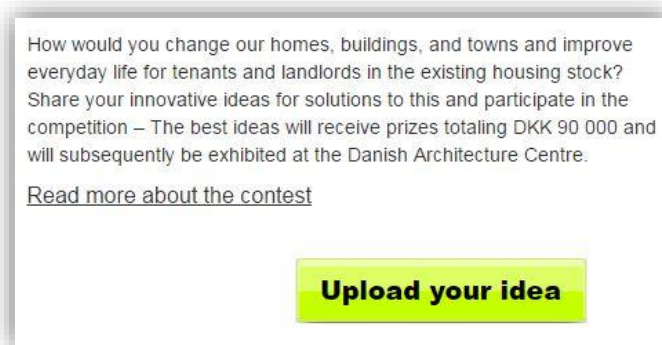 How would you change our homes, buildings, and towns and improve
everyday life for tenants and landlords in the existing housing stock?
Share your innovative ideas for solutions to this and participate in the
competition – The best ideas will receive prizes totaling DKK 90 000 and
will subsequently be exhibited at the Danish Architecture Centre.
Read more about the contest
Upload your idea